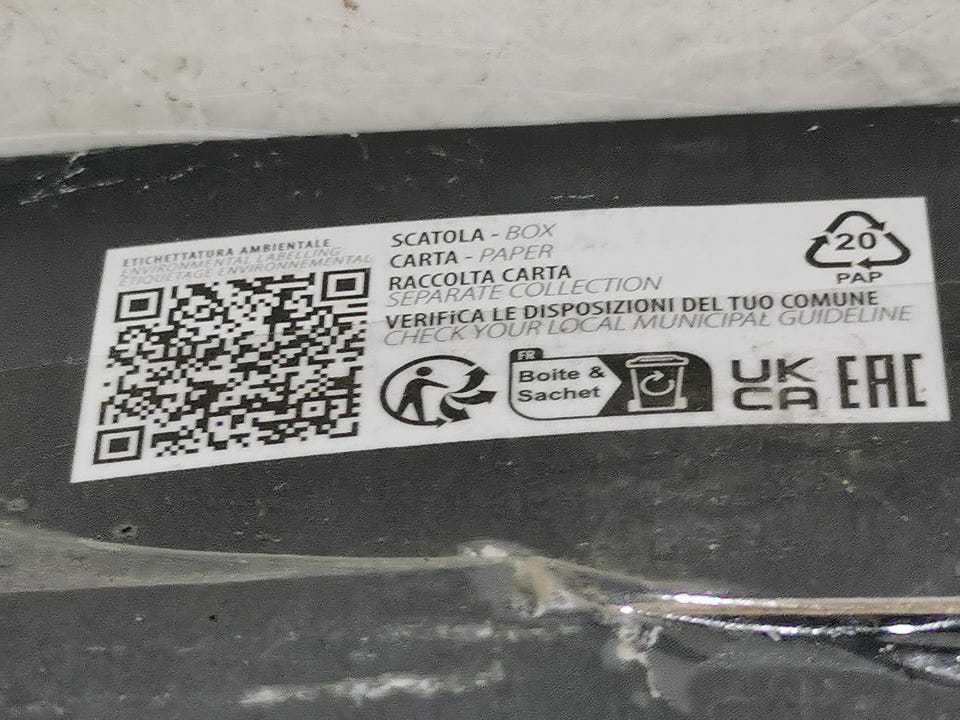 ETICHETTATURA AMBIENTALE
ENVIRONMENTAL LABELLING
ETIQUETAGE ENVIRONNEMENTAL
SCATOLA - BOX
CARTA - PAPER
RACCOLTA CARTA
SEPARATE COLLECTION
VERIFiCA LE DISPOSIZIONI DEL TUO COMUNE
CHECK YOUR LOCAL MUNICIPAL GUIDELINE
20
PAP
FR
Boite &
Sachet
UK
CA
EAC